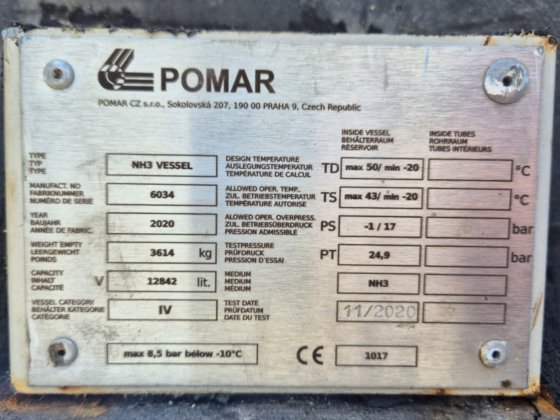 POMAR
POMAR CZ s.r.o., Sokolovská 207, 190 00 PRAHA 9, Czech Republic
INSIDE VESSEL
BEHÄLTERRAUM
RÉSERVOIR
INSIDE TUBES
ROHRRAUM
TUBES INTÉRIEURS
TYPE
TYP
TYPE
NH3 VESSEL
DESIGN TEMPERATURE
AUSLEGUNGSTEMPERATUR
TEMPÉRATURE DE CALCUL
TD max 50/ min -20 °C
MANUFACT. NO
FABRIKNUMMER
NUMÉRO DE SERIE
6034
ALLOWED OPER. TEMP.
ZUL. BETRIEBSTEMPERATUR
TEMPÉRATURE AUTORISE
TS max 43/ min -20 °C
YEAR
BAUJAHR
ANNÉE DE FABRIC.
2020
ALOWED OPER. OVERPRESS.
ZUL. BETRIEBSÜBERDRUCK
PRESSION ADMISSIBLE
PS -1 / 17 bar
WEIGHT EMPTY
LEERGEWICHT
POINDS
3614 kg
TESTPRESSURE
PRÜFDRUCK
PRESSION D'ESSAI
PT 24,9 bar
CAPACITY
INHALT
CAPACITÉ
V 12842 lit.
MEDIUM
MEDIUM
MÉDIUM
NH3
VESSEL CATEGORY
BEHÄLTER KATEGORIE
CATÉGORIE
IV
TEST DATE
PRÜFDATUM
DATE DU TEST
11/2020
max 8,5 bar below -10°C
CE 1017